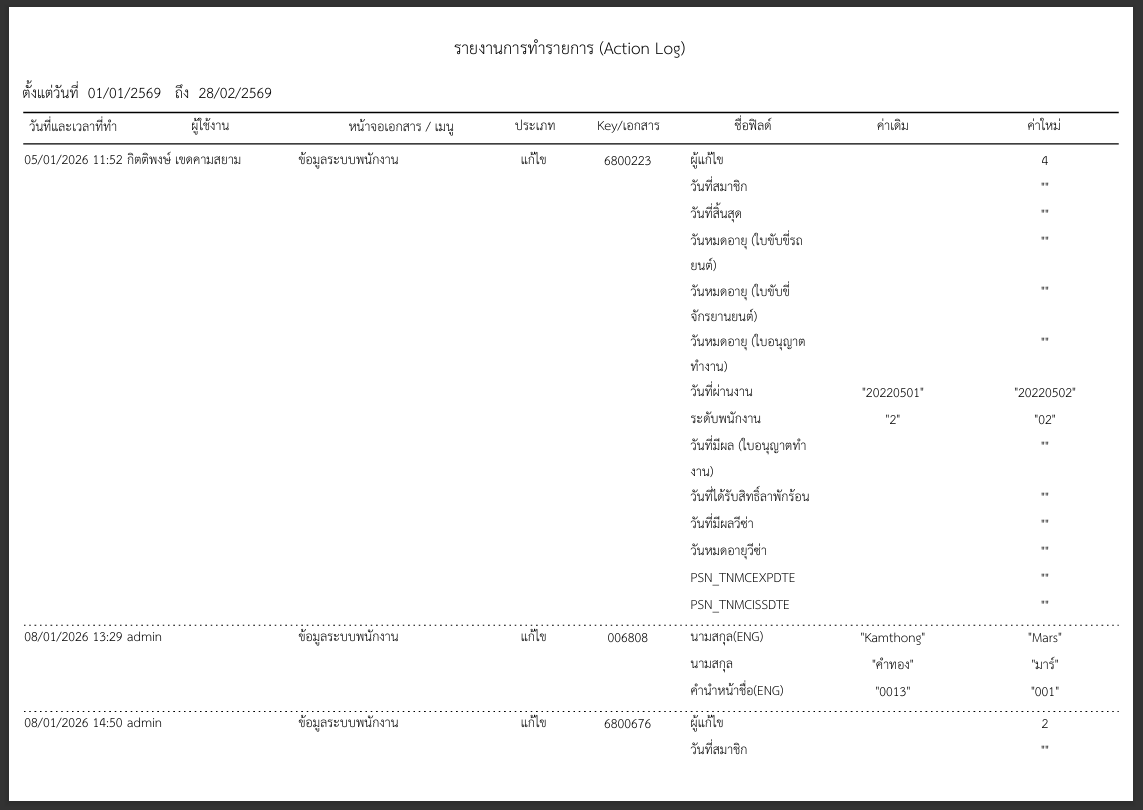 รายงานการทำรายการ (Action Log)
ตั้งแต่วันที่ 01/01/2569 ถึง 28/02/2569
วันที่และเวลาที่ทำ ผู้ใช้งาน หน้าจอเอกสาร / เมนู ประเภท Key/เอกสาร ชื่อฟิลด์ ค่าเดิม ค่าใหม่
05/01/2026 11:52 กิตติพงษ์ เขตคามสยาม ข้อมูลระบบพนักงาน แก้ไข 6800223 ผู้แก้ไข 4
วันที่สมาชิก ""
วันที่สิ้นสุด ""
วันหมดอายุ (ใบขับขี่รถ ""
ยนต์)
วันหมดอายุ (ใบขับขี่ ""
จักรยานยนต์)
วันหมดอายุ (ใบอนุญาต ""
ทำงาน)
วันที่ผ่านงาน "20220501" "20220502"
ระดับพนักงาน "2" "02"
วันที่มีผล (ใบอนุญาตทำ ""
งาน)
วันที่ได้รับสิทธิ์ลาพักร้อน ""
วันที่มีผลวีซ่า ""
วันหมดอายุวีซ่า ""
PSN_TNMCEXPDTE ""
PSN_TNMCISSDTE ""
08/01/2026 13:29 admin ข้อมูลระบบพนักงาน แก้ไข 006808 นามสกุล(ENG) "Kamthong" "Mars"
นามสกุล "คำทอง" "มาร์"
คำนำหน้าชื่อ(ENG) "0013" "001"
08/01/2026 14:50 admin ข้อมูลระบบพนักงาน แก้ไข 6800676 ผู้แก้ไข 2
วันที่สมาชิก ""